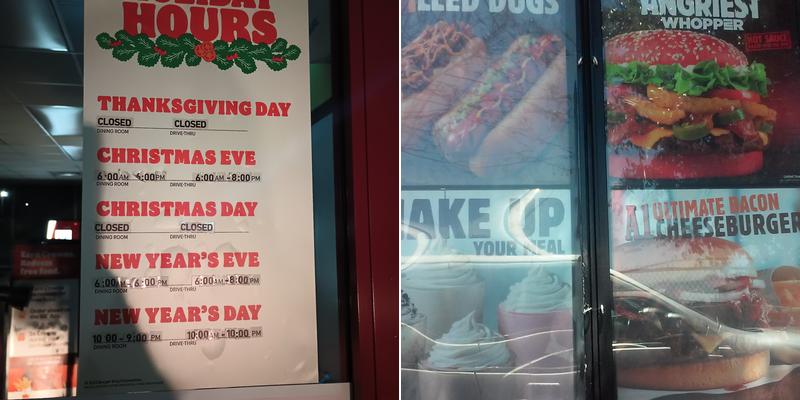 HOLIDAY
HOURS
THANKSGIVING DAY
CLOSED CLOSED
DINING ROOM DRIVE-THRU
CHRISTMAS EVE
6:00 AM - 4:00 PM 6:00 AM - 8:00 PM
DINING ROOM DRIVE-THRU
CHRISTMAS DAY
CLOSED CLOSED
DINING ROOM DRIVE-THRU
NEW YEAR'S EVE
6:00 AM - 6:00 PM 6:00 AM - 8:00 PM
DINING ROOM DRIVE-THRU
NEW YEAR'S DAY
10:00 - 9:00 PM 10:00 AM - 10:00 PM
DINING ROOM DRIVE-THRU
LLED DOGS
AKE UP
YOUR MEAL
ANGRIEST
WHOPPER
HOT SAUCE
A1 ULTIMATE BACON
CHEESEBURGER